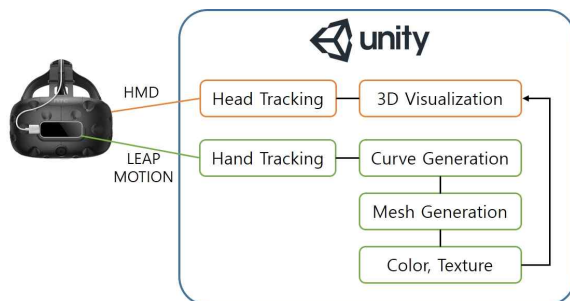 unity
HMD
Head Tracking
3D Visualization
LEAP
MOTION
Hand Tracking
Curve Generation
Mesh Generation
Color, Texture